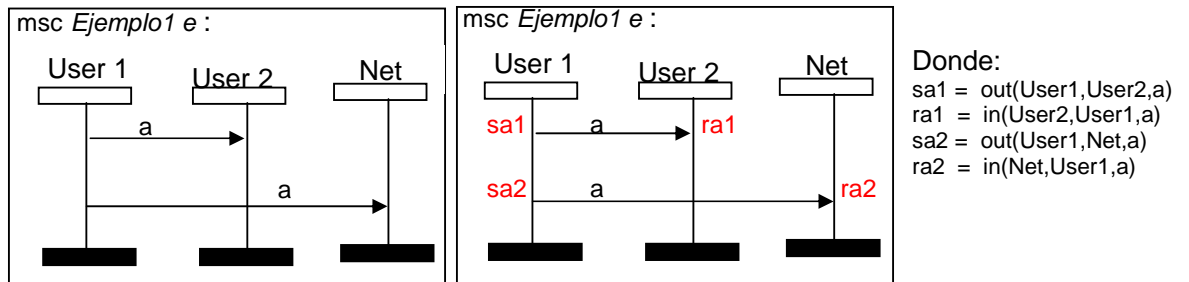 msc Ejemplo1 e :
User 1
User 2
Net
a
a
msc Ejemplo1 e :
User 1
User 2
Net
sa1
a
ra1
sa2
a
ra2
Donde:
sa1 = out(User1,User2,a)
ra1 = in(User2,User1,a)
sa2 = out(User1,Net,a)
ra2 = in(Net,User1,a)